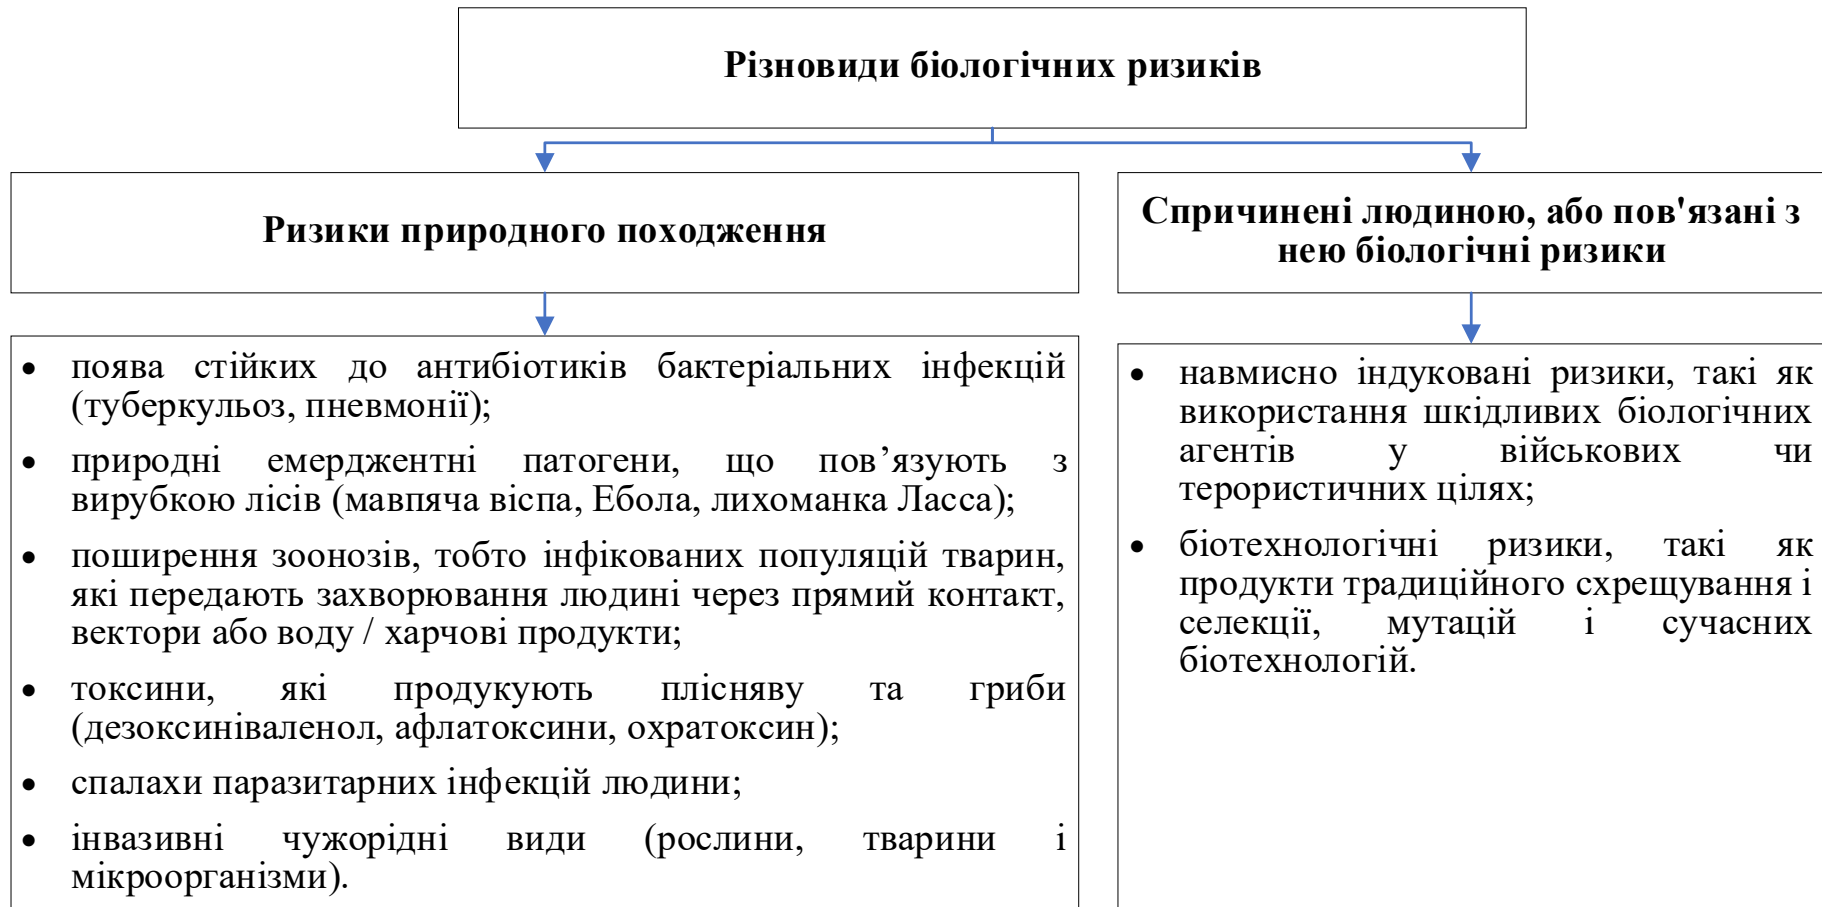 Різновиди біологічних ризиків
Ризики природного походження
Спричинені людиною, або пов'язані з
нею біологічні ризики
• поява стійких до антибіотиків бактеріальних інфекцій
(туберкульоз, пневмонії);
• природні емерджентні патогени, що пов’язують з
вирубкою лісів (мавпяча віспа, Ебола, лихоманка Ласса);
• поширення зоонозів, тобто інфікованих популяцій тварин,
які передають захворювання людині через прямий контакт,
вектори або воду / харчові продукти;
• токсини, які продукують плісняву та гриби
(дезоксиніваленол, афлатоксини, охратоксин);
• спалахи паразитарних інфекцій людини;
• інвазивні чужорідні види (рослини, тварини і
мікроорганізми).
• навмисно індуковані ризики, такі як
використання шкідливих біологічних
агентів у військових чи
терористичних цілях;
• біотехнологічні ризики, такі як
продукти традиційного схрещування і
селекції, мутацій і сучасних
біотехнологій.